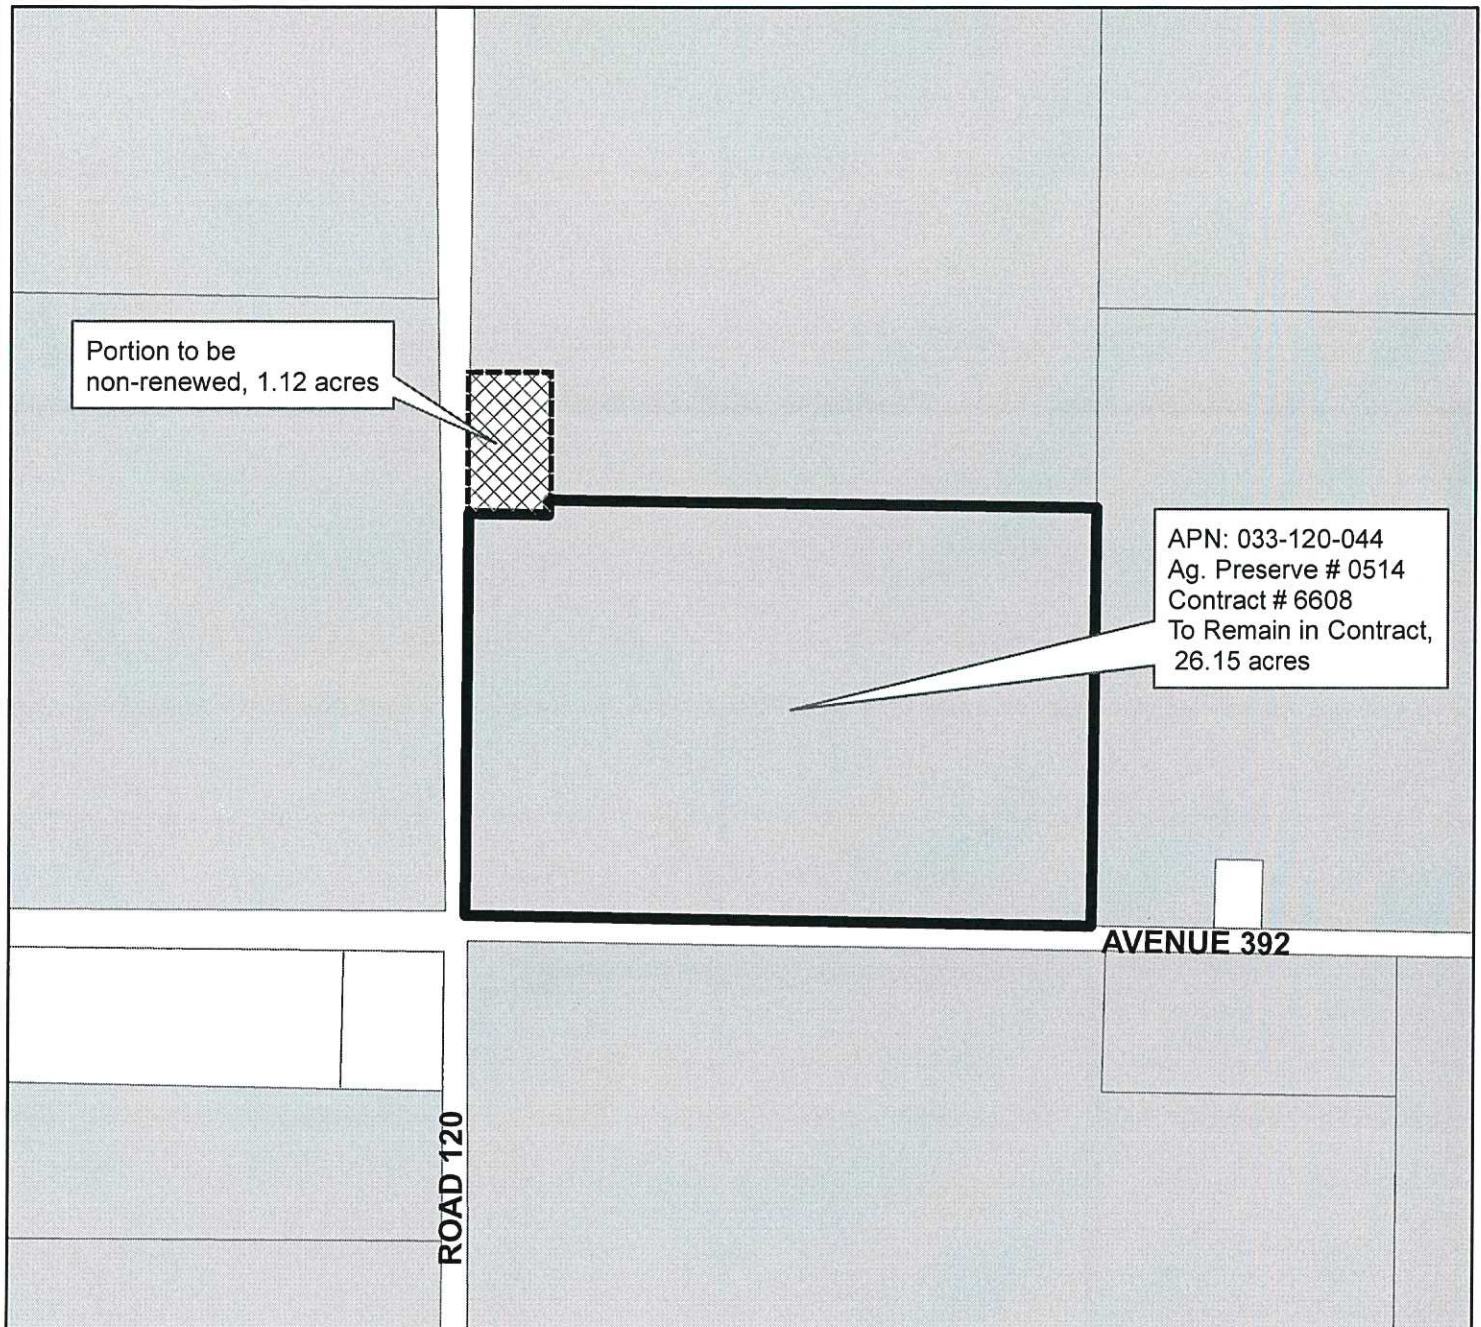 Portion to be
non-renewed, 1.12 acres
APN: 033-120-044
Ag. Preserve # 0514
Contract # 6608
To Remain in Contract,
26.15 acres
AVENUE 392
ROAD 120